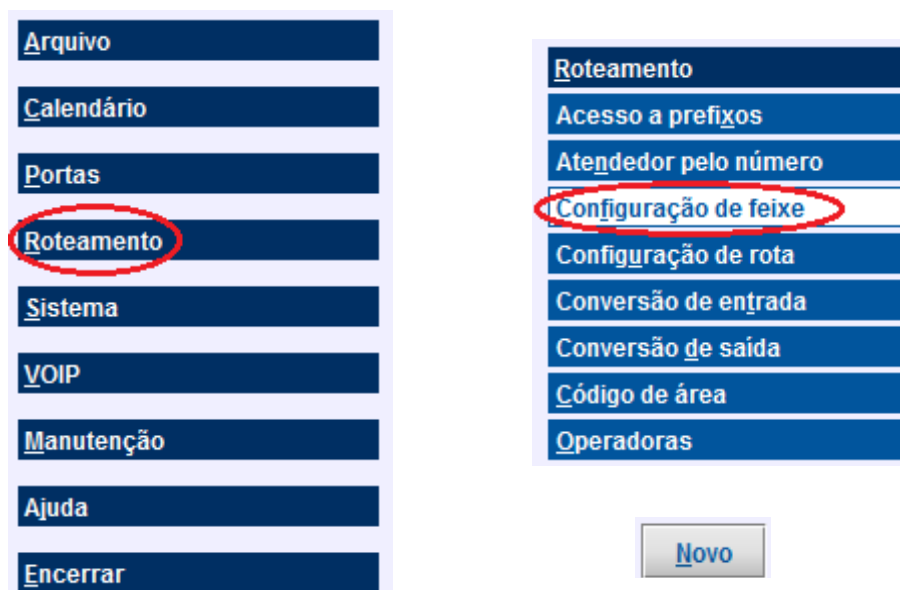 Arquivo
Calendário
Portas
Roteamento
Sistema
VOIP
Manutenção
Ajuda
Encerrar
Roteamento
Acesso a prefixos
Atendedor pelo número
Configuração de feixe
Configuração de rota
Conversão de entrada
Conversão de saída
Código de área
Operadoras
Novo